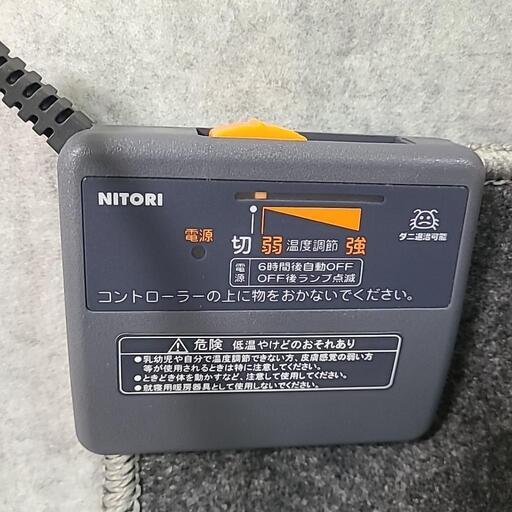 NITORI
電源
切 弱 温度調節 強
ダニ退治可能
電源 6時間後自動OFF
OFF後ランプ点滅
コントローラーの上に物をおかないでください。
危険 低温やけどのおそれあり
●乳幼児や自分で温度調節できない方、皮膚感覚の弱い方
等が使用されるときは特に注意してください。
●ときどき体を動かすなど、注意して使用してください。
●就寝用暖房器具として使用しないでください。